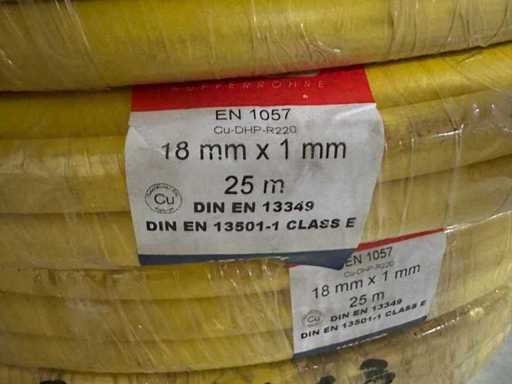 KUPFERROHRE
EN 1057
Cu-DHP-R220
18 mm x 1 mm
25 m
Cu
DIN EN 13349
DIN EN 13501-1 CLASS E
EN 1057
Cu-DHP-R220
18 mm x 1 mm
25 m
Cu
DIN EN 13349
DIN EN 13501-1 CLASS E